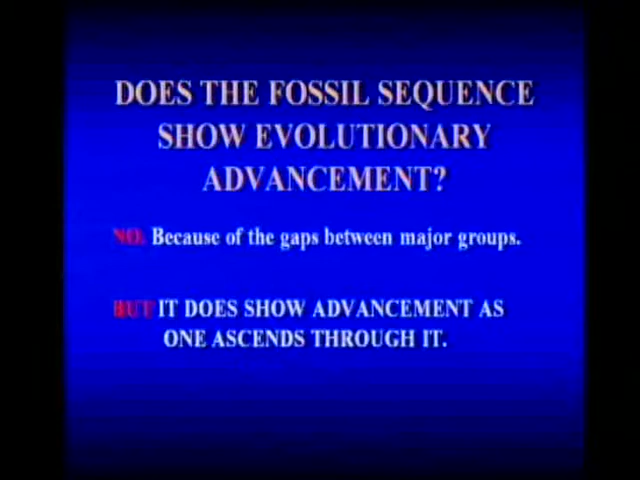 DOES THE FOSSIL SEQUENCE
SHOW EVOLUTIONARY
ADVANCEMENT?
NO. Because of the gaps between major groups.
BUT IT DOES SHOW ADVANCEMENT AS
ONE ASCENDS THROUGH IT.